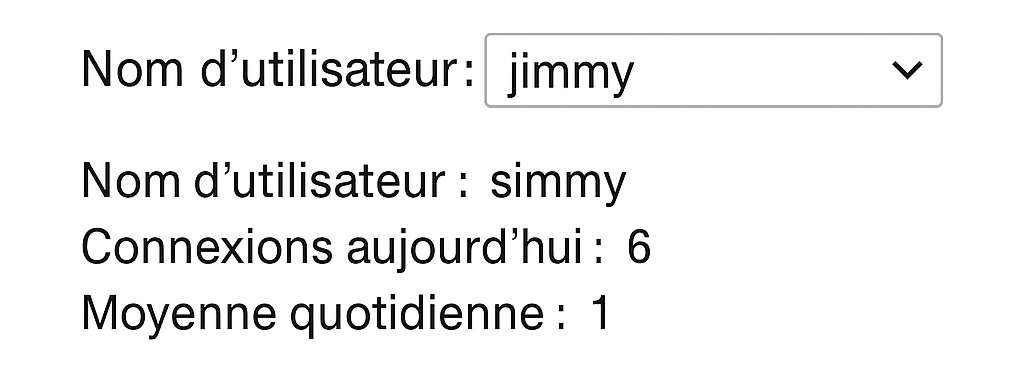 Nom d’utilisateur: jimmy
Nom d’utilisateur : simmy
Connexions aujourd’hui : 6
Moyenne quotidienne : 1